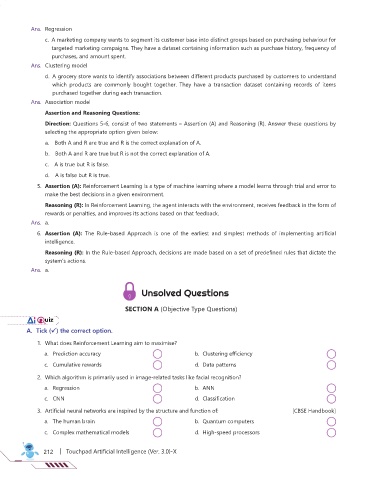 Ans. Regression
c. A marketing company wants to segment its customer base into distinct groups based on purchasing behaviour for
targeted marketing campaigns. They have a dataset containing information such as purchase history, frequency of
purchases, and amount spent.
Ans. Clustering model
d. A grocery store wants to identify associations between different products purchased by customers to understand
which products are commonly bought together. They have a transaction dataset containing records of items
purchased together during each transaction.
Ans. Association model
Assertion and Reasoning Questions:
Direction: Questions 5-6, consist of two statements – Assertion (A) and Reasoning (R). Answer these questions by
selecting the appropriate option given below:
a. Both A and R are true and R is the correct explanation of A.
b. Both A and R are true but R is not the correct explanation of A.
c. A is true but R is false.
d. A is false but R is true.
5. Assertion (A): Reinforcement Learning is a type of machine learning where a model learns through trial and error to
make the best decisions in a given environment.
Reasoning (R): In Reinforcement Learning, the agent interacts with the environment, receives feedback in the form of
rewards or penalties, and improves its actions based on that feedback.
Ans. a.
6. Assertion (A): The Rule-based Approach is one of the earliest and simplest methods of implementing artificial
intelligence.
Reasoning (R): In the Rule-based Approach, decisions are made based on a set of predefined rules that dictate the
system's actions.
Ans. a.
Unsolved Questions
SECTION A (Objective Type Questions)
Ai Quiz
A. Tick (✓) the correct option.
1. What does Reinforcement Learning aim to maximise?
a. Prediction accuracy b. Clustering efficiency
c. Cumulative rewards d. Data patterns
2. Which algorithm is primarily used in image-related tasks like facial recognition?
a. Regression b. ANN
c. CNN d. Classification
3. Artificial neural networks are inspired by the structure and function of: (CBSE Handbook)
a. The human brain b. Quantum computers
c. Complex mathematical models d. High-speed processors
212 | Touchpad Artificial Intelligence (Ver. 3.0)-X